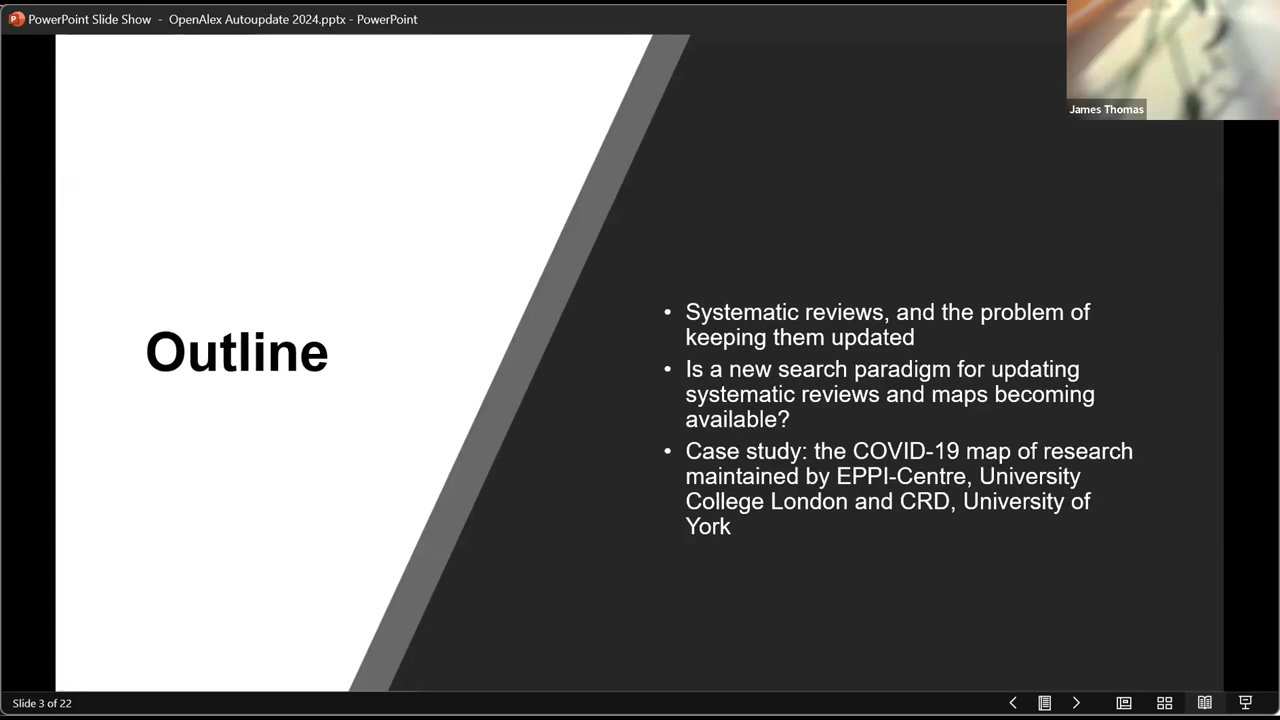 PowerPoint Slide Show - OpenAlex Autoupdate 2024.pptx - PowerPoint
James Thomas
Outline
• Systematic reviews, and the problem of
keeping them updated
• Is a new search paradigm for updating
systematic reviews and maps becoming
available?
• Case study: the COVID-19 map of research
maintained by EPPI-Centre, University
College London and CRD, University of
York
Slide 3 of 22